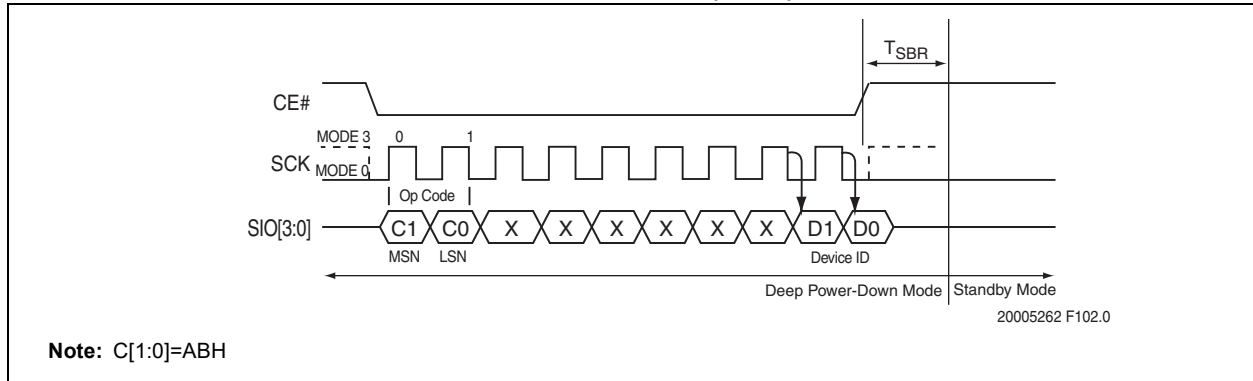 TSBR
CE#
MODE 3 0 1
SCK
MODE 0
Op Code
SIO[3:0] C1 C0 X X X X X X D1 D0
MSN LSN Device ID
Deep Power-Down Mode Standby Mode
20005262 F102.0
Note: C[1:0]=ABH